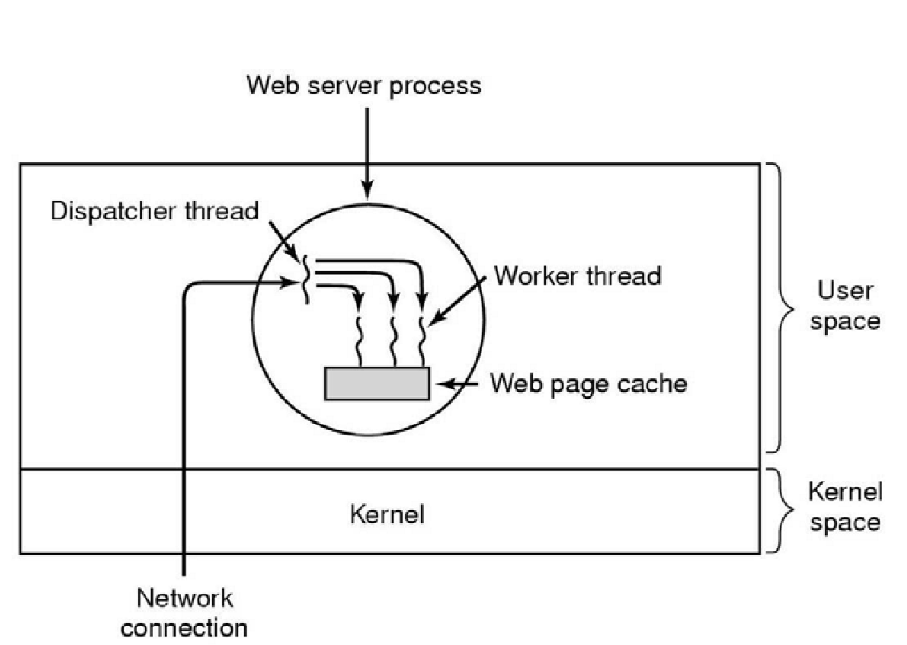 Web server process
Dispatcher thread
Worker thread
User
space
Web page cache
Kernel
Kernel
space
Network
connection